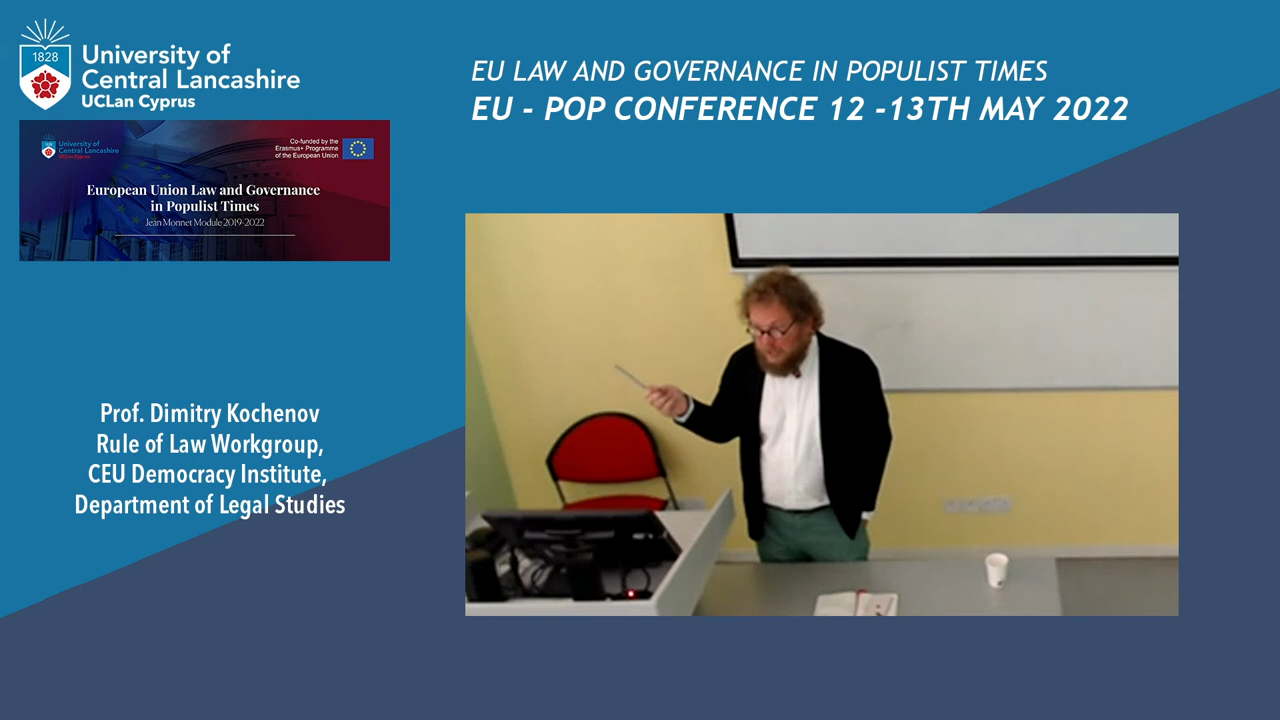 1828
University of
Central Lancashire
UCLan Cyprus
EU LAW AND GOVERNANCE IN POPULIST TIMES
EU - POP CONFERENCE 12 -13TH MAY 2022
University of
Central Lancashire
UCLan Cyprus
Co-funded by the
Erasmus+ Programme
of the European Union
European Union Law and Governance
in Populist Times
Jean Monnet Module 2019-2022
Prof. Dimitry Kochenov
Rule of Law Workgroup,
CEU Democracy Institute,
Department of Legal Studies